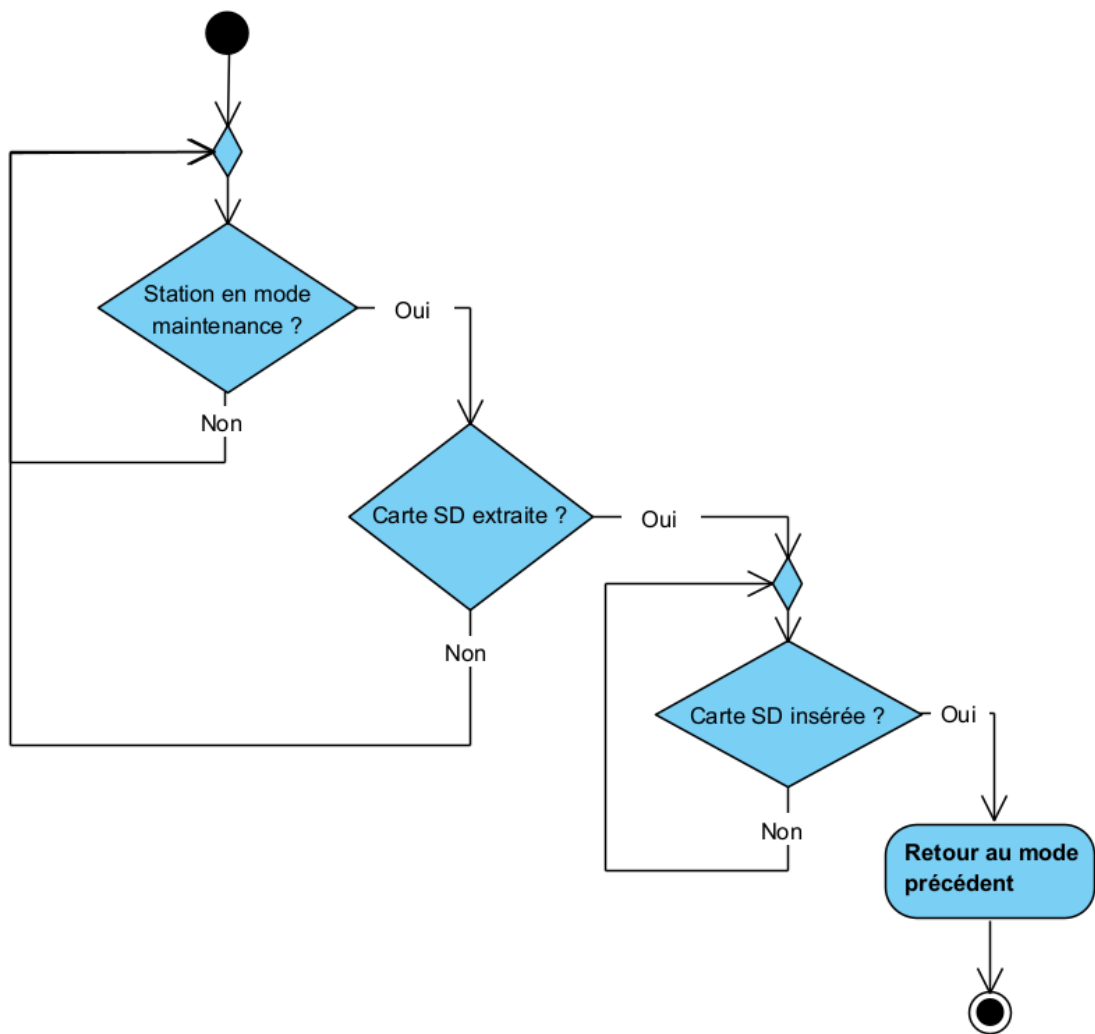 Station en mode
maintenance ?
Oui
Non
Carte SD extraite ?
Oui
Non
Carte SD insérée ?
Oui
Non
Retour au mode
précédent